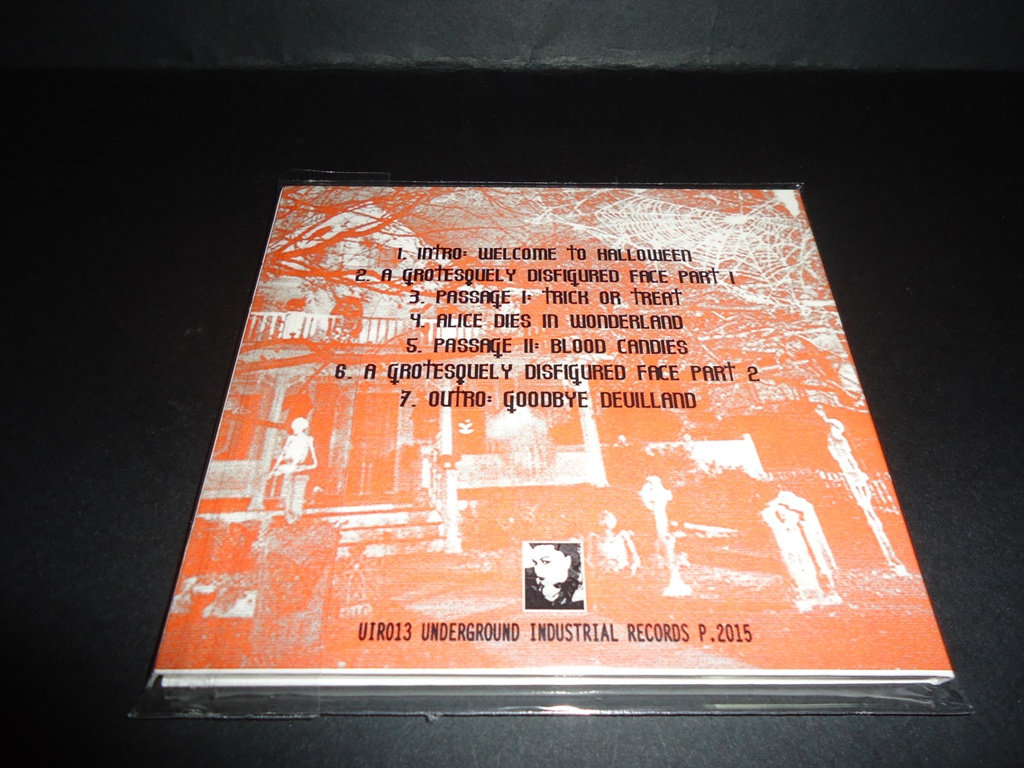 1. INTRO: WELCOME TO HALLOWEEN
2. A GROTESQUELY DISFIGURED FACE PART 1
3. PASSAGE I: TRICK OR TREAT
4. ALICE DIES IN WONDERLAND
5. PASSAGE II: BLOOD CANDIES
6. A GROTESQUELY DISFIGURED FACE PART 2
7. OUTRO: GOODBYE DEVILLAND
UIR013 UNDERGROUND INDUSTRIAL RECORDS P.2015